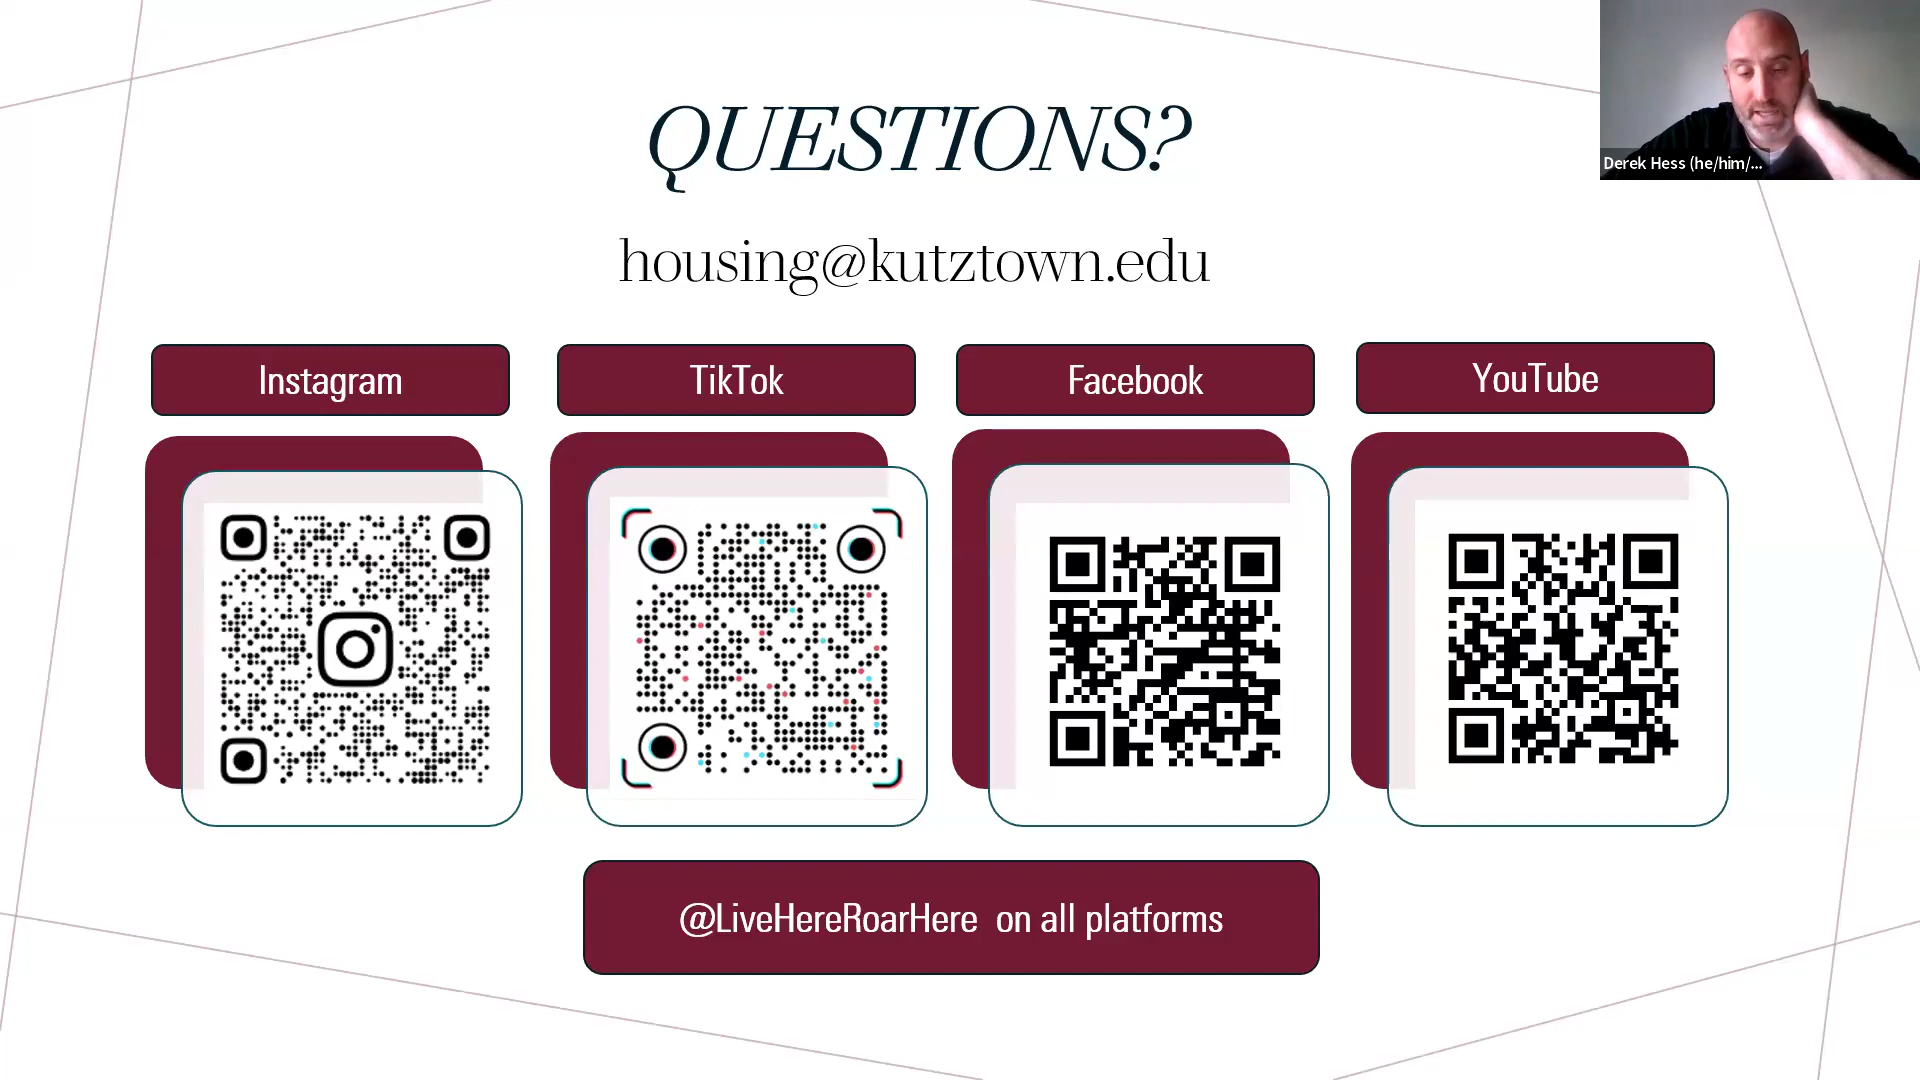 QUESTIONS?
Derek Hess (he/him/...
housing@kutztown.edu
Instagram
TikTok
Facebook
YouTube
@LiveHereRoarHere on all platforms